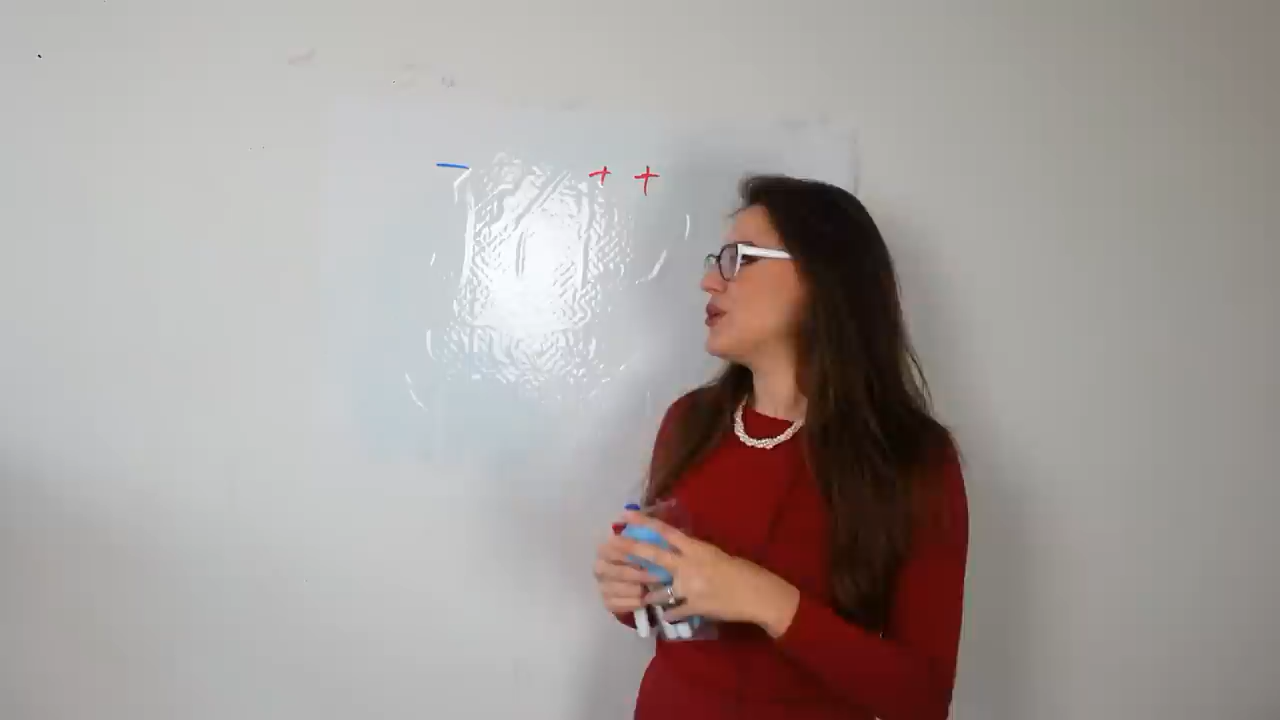 − + +